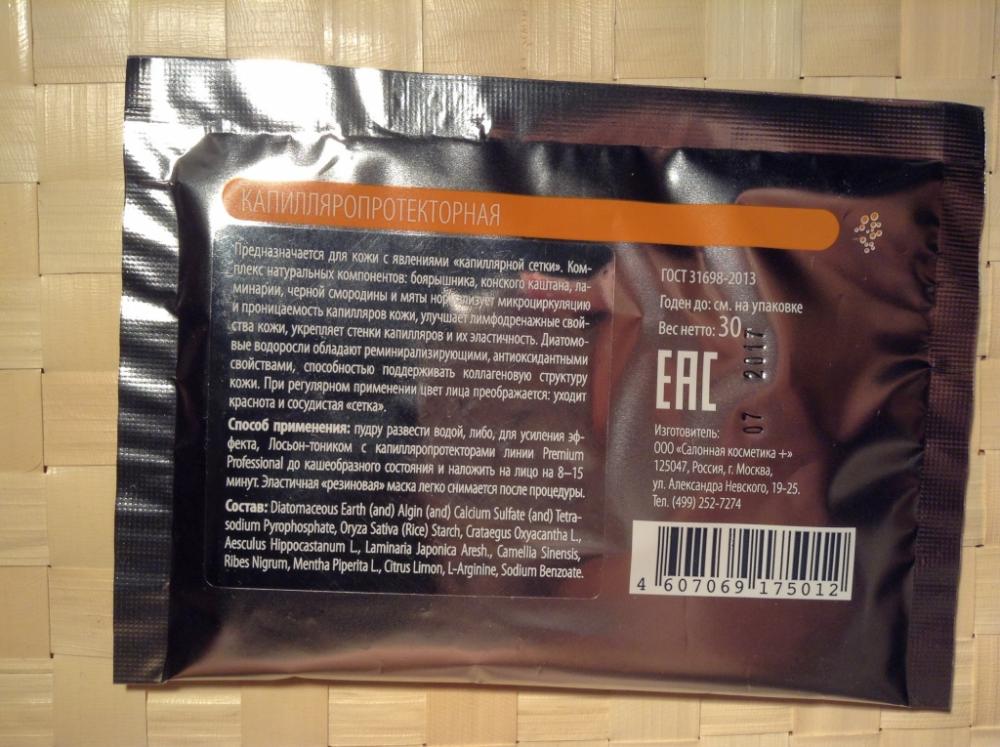 КАПИЛЛЯРОПРОТЕКТОРНАЯ
Предназначается для кожи с явлениями «капиллярной сетки». Ком-
плекс натуральных компонентов: боярышника, конского каштана, ла-
минарии, черной смородины и мяты нормализует микроциркуляцию
и проницаемость капилляров кожи, улучшает лимфодренажные свой-
ства кожи, укрепляет стенки капилляров и их эластичность. Диатомо-
вые водоросли обладают реминирализирующими, антиоксидантными
свойствами, способностью поддерживать коллагеновую структуру
кожи. При регулярном применении цвет лица преображается: уходит
краснота и сосудистая «сетка».
Способ применения: пудру развести водой, либо, для усиления эф-
фекта, Лосьон-тоником с капилляропротекторами линии Premium
Professional до кашеобразного состояния и наложить на лицо на 8–15
минут. Эластичная «резиновая» маска легко снимается после процедуры.
Состав: Diatomaceous Earth (and) Algin (and) Calcium Sulfate (and) Tetra-
sodium Pyrophosphate, Oryza Sativa (Rice) Starch, Crataegus Oxyacantha L.,
Aesculus Hippocastanum L., Laminaria Japonica Aresh., Camellia Sinensis,
Ribes Nigrum, Mentha Piperita L., Citrus Limon, L-Arginine, Sodium Benzoate.
ГОСТ 31698-2013
Годен до: см. на упаковке
Вес нетто: 30
07 2017
EAC
Изготовитель:
ООО «Салонная косметика +»
125047, Россия, г. Москва,
ул. Александра Невского, 19-25.
Тел. (499) 252-7274
4 607069 175012